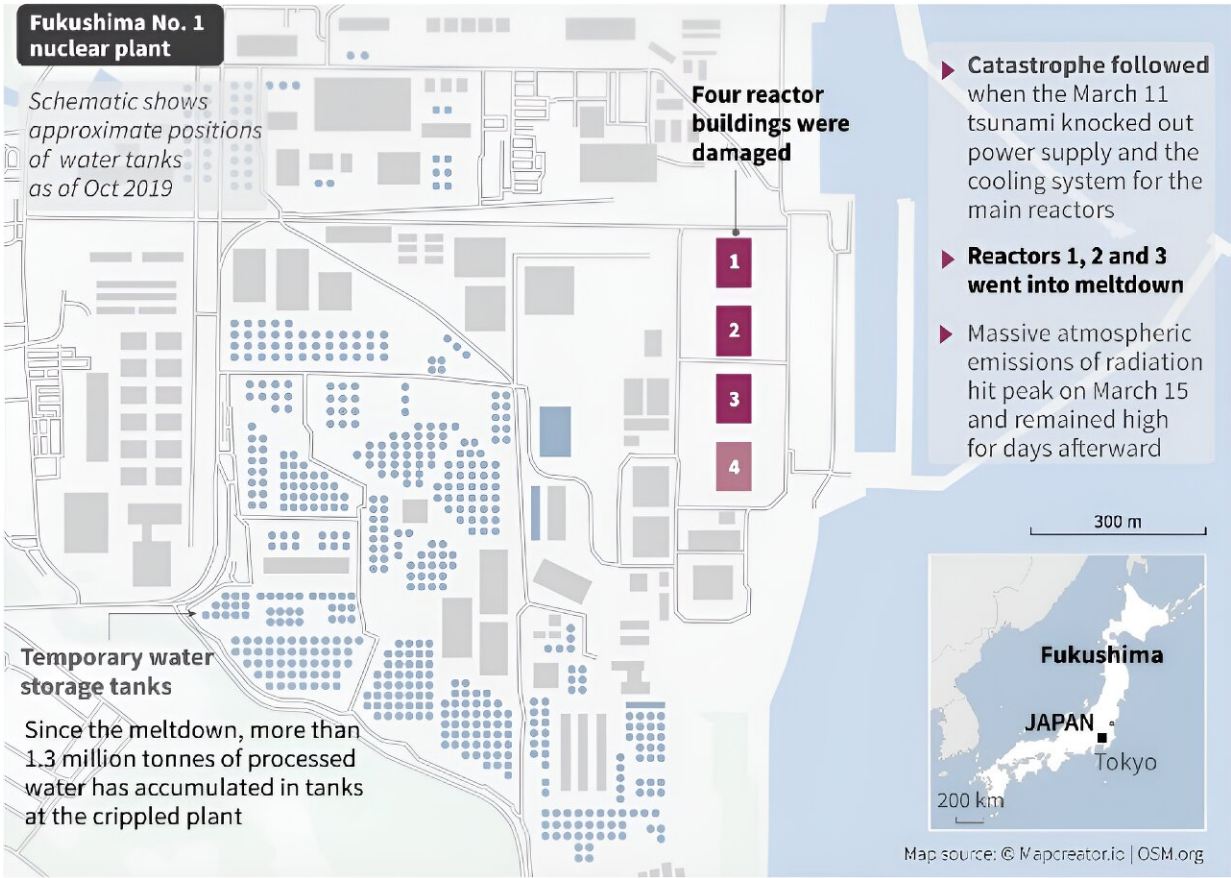 Fukushima No. 1
nuclear plant
Schematic shows
approximate positions
of water tanks
as of Oct 2019
Four reactor
buildings were
damaged
1
2
3
4
Catastrophe followed
when the March 11
tsunami knocked out
power supply and the
cooling system for the
main reactors
Reactors 1, 2 and 3
went into meltdown
Massive atmospheric
emissions of radiation
hit peak on March 15
and remained high
for days afterward
300 m
Temporary water
storage tanks
Since the meltdown, more than
1.3 million tonnes of processed
water has accumulated in tanks
at the crippled plant
Fukushima
JAPAN
Tokyo
200 km
Map source: © Mapcreator.io | OSM.org